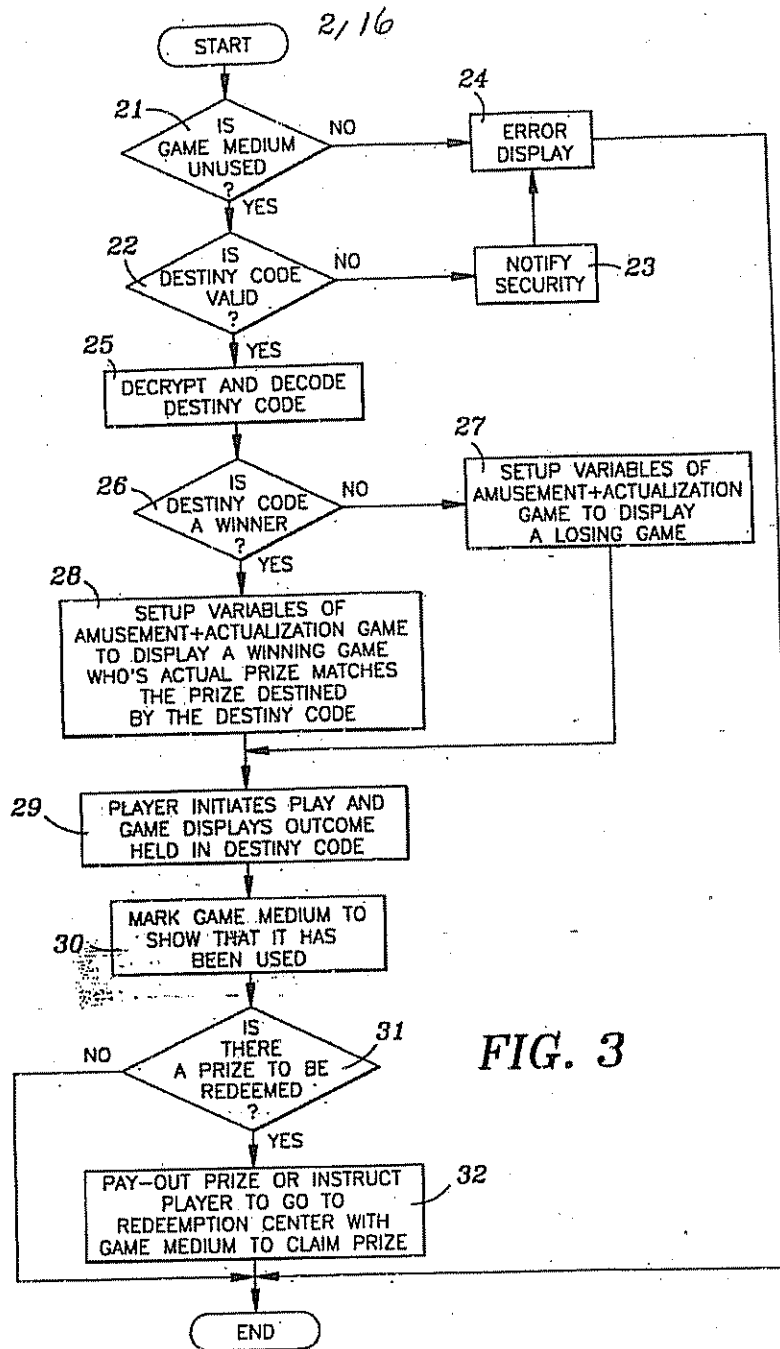 2/16
START
21
IS
GAME MEDIUM
UNUSED
?
NO
24
ERROR
DISPLAY
YES
22
IS
DESTINY CODE
VALID
?
NO
NOTIFY
SECURITY
23
YES
25
DECRYPT AND DECODE
DESTINY CODE
26
IS
DESTINY CODE
A WINNER
?
NO
27
SETUP VARIABLES OF
AMUSEMENT+ACTUALIZATION
GAME TO DISPLAY
A LOSING GAME
YES
28
SETUP VARIABLES OF
AMUSEMENT+ACTUALIZATION GAME
TO DISPLAY A WINNING GAME
WHO'S ACTUAL PRIZE MATCHES
THE PRIZE DESTINED
BY THE DESTINY CODE
29
PLAYER INITIATES PLAY AND
GAME DISPLAYS OUTCOME
HELD IN DESTINY CODE
30
MARK GAME MEDIUM TO
SHOW THAT IT HAS
BEEN USED
NO
IS
THERE
A PRIZE TO BE
REDEEMED
?
31
FIG. 3
YES
PAY-OUT PRIZE OR INSTRUCT
PLAYER TO GO TO
REDEMPTION CENTER WITH
GAME MEDIUM TO CLAIM PRIZE
32
END